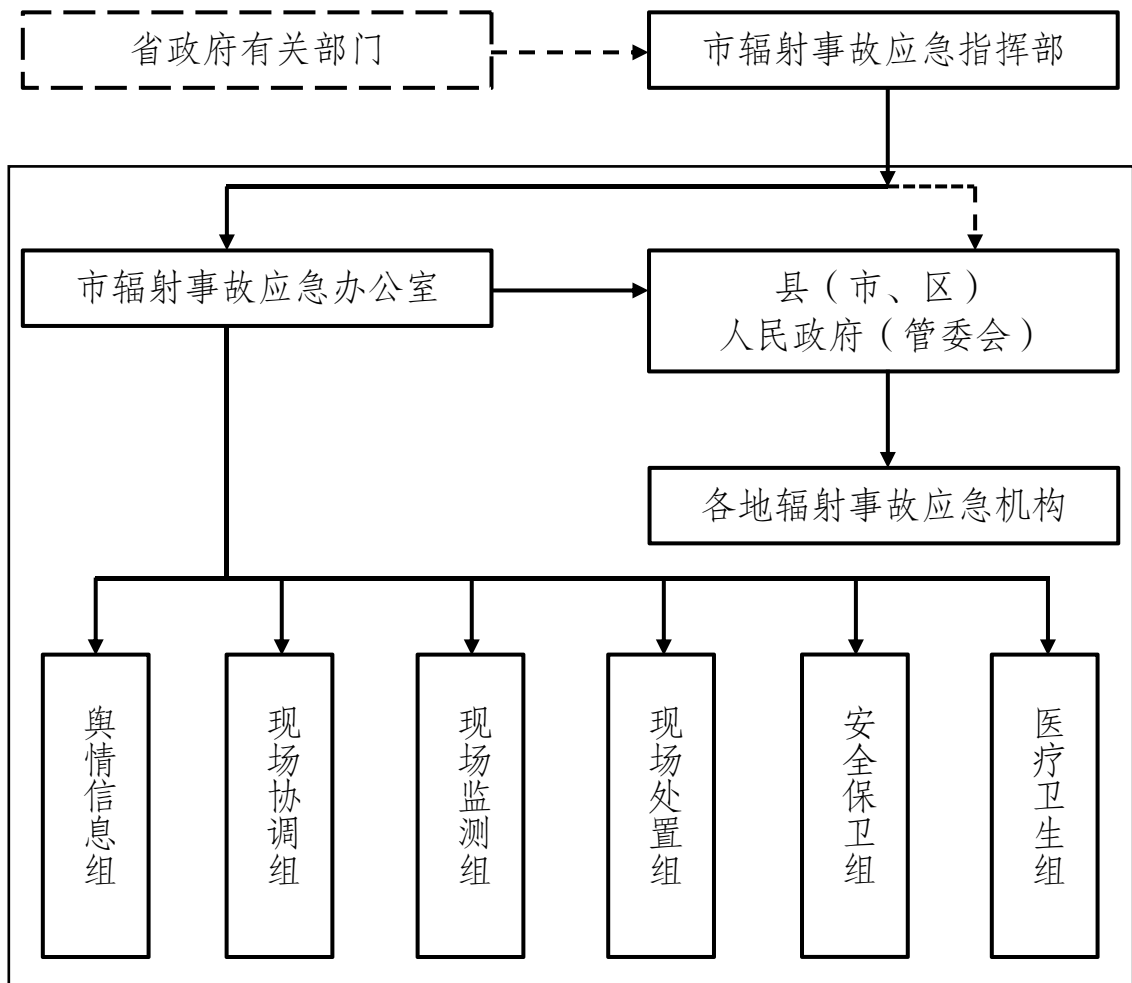 省政府有关部门
市辐射事故应急指挥部
市辐射事故应急办公室
县（市、区）
人民政府（管委会）
各地辐射事故应急机构
舆情信息组
现场协调组
现场监测组
现场处置组
安全保卫组
医疗卫生组